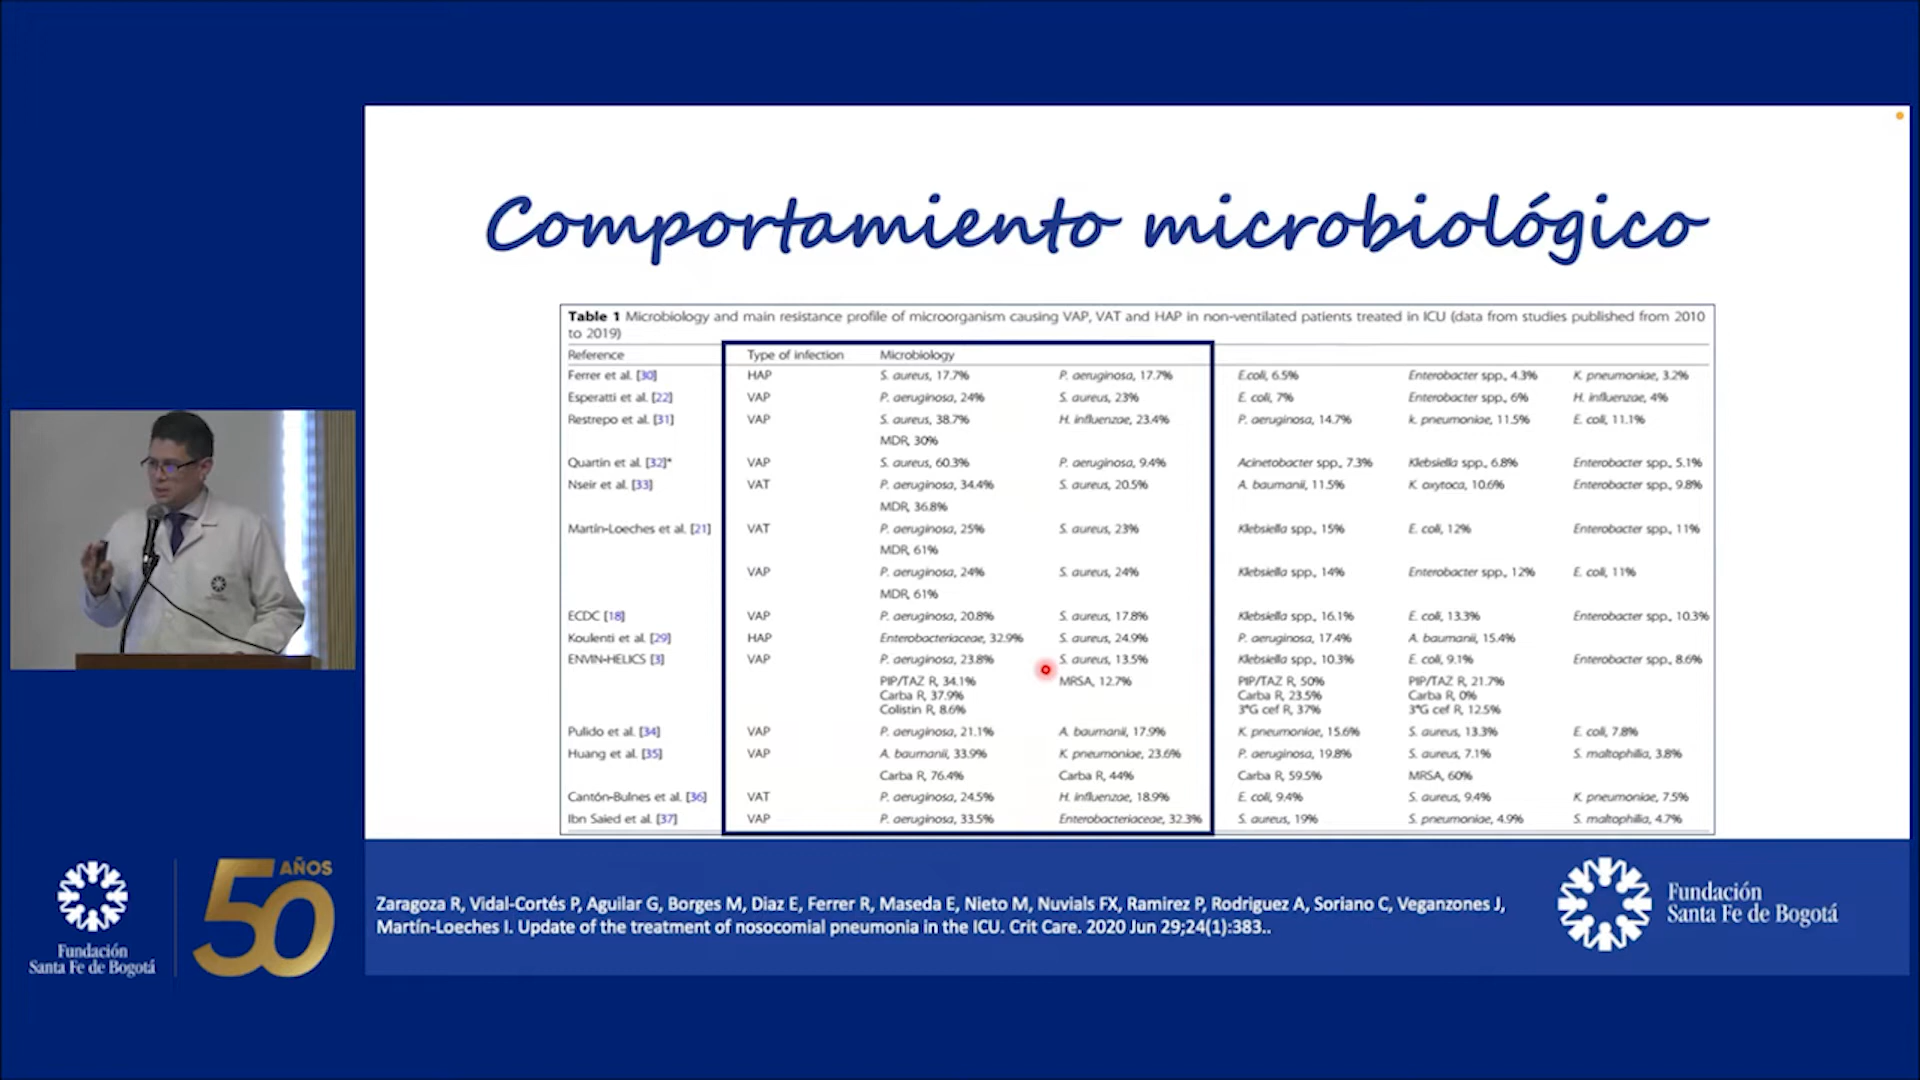 Comportamiento microbiológico
Table 1 Microbiology and main resistance profile of microorganism causing VAP, VAT and HAP in non-ventilated patients treated in ICU (data from studies published from 2010
to 2019)
Reference Type of infection Microbiology
Ferrer et al. [30] HAP S. aureus, 17.7% P. aeruginosa, 17.7% E.coli, 6.5% Enterobacter spp., 4.3% K. pneumoniae, 3.2%
Esperatti et al. [22] VAP P. aeruginosa, 24% S. aureus, 23% E. coli, 7% Enterobacter spp., 6% H. influenzae, 4%
Restrepo et al. [31] VAP S. aureus, 38.7% H. influenzae, 23.4% P. aeruginosa, 14.7% k. pneumoniae, 11.5% E. coli, 11.1%
MDR, 30%
Quartin et al. [32]* VAP S. aureus, 60.3% P. aeruginosa, 9.4% Acinetobacter spp., 7.3% Klebsiella spp., 6.8% Enterobacter spp., 5.1%
Nseir et al. [33] VAT P. aeruginosa, 34.4% S. aureus, 20.5% A. baumanii, 11.5% K. oxytoca, 10.6% Enterobacter spp., 9.8%
MDR, 36.8%
Martín-Loeches et al. [21] VAT P. aeruginosa, 25% S. aureus, 23% Klebsiella spp., 15% E. coli, 12% Enterobacter spp., 11%
MDR, 61%
VAP P. aeruginosa, 24% S. aureus, 24% Klebsiella spp., 14% Enterobacter spp., 12% E. coli, 11%
MDR, 61%
ECDC [18] VAP P. aeruginosa, 20.8% S. aureus, 17.8% Klebsiella spp., 16.1% E. coli, 13.3% Enterobacter spp., 10.3%
Koulenti et al. [29] HAP Enterobacteriaceae, 32.9% S. aureus, 24.9% P. aeruginosa, 17.4% A. baumanii, 15.4%
ENVIN-HELICS [3] VAP P. aeruginosa, 23.8% S. aureus, 13.5% Klebsiella spp., 10.3% E. coli, 9.1% Enterobacter spp., 8.6%
PIP/TAZ R, 34.1% MRSA, 12.7% PIP/TAZ R, 50% PIP/TAZ R, 21.7%
Carba R, 37.9% Carba R, 23.5% Carba R, 0%
Colistin R, 8.6% 3ªG cef R, 37% 3ªG cef R, 12.5%
Pulido et al. [34] VAP P. aeruginosa, 21.1% A. baumanii, 17.9% K. pneumoniae, 15.6% S. aureus, 13.3% E. coli, 7.8%
Huang et al. [35] VAP A. baumanii, 33.9% K. pneumoniae, 23.6% P. aeruginosa, 19.8% S. aureus, 7.1% S. maltophilia, 3.8%
Carba R, 76.4% Carba R, 44% Carba R, 59.5% MRSA, 60%
Cantón-Bulnes et al. [36] VAT P. aeruginosa, 24.5% H. influenzae, 18.9% E. coli, 9.4% S. aureus, 9.4% K. pneumoniae, 7.5%
Ibn Saied et al. [37] VAP P. aeruginosa, 33.5% Enterobacteriaceae, 32.3% S. aureus, 19% S. pneumoniae, 4.9% S. maltophilia, 4.7%
Zaragoza R, Vidal-Cortés P, Aguilar G, Borges M, Diaz E, Ferrer R, Maseda E, Nieto M, Nuvials FX, Ramirez P, Rodriguez A, Soriano C, Veganzones J,
Martín-Loeches I. Update of the treatment of nosocomial pneumonia in the ICU. Crit Care. 2020 Jun 29;24(1):383..
Fundación
Santa Fe de Bogotá
50 AÑOS
Fundación
Santa Fe de Bogotá